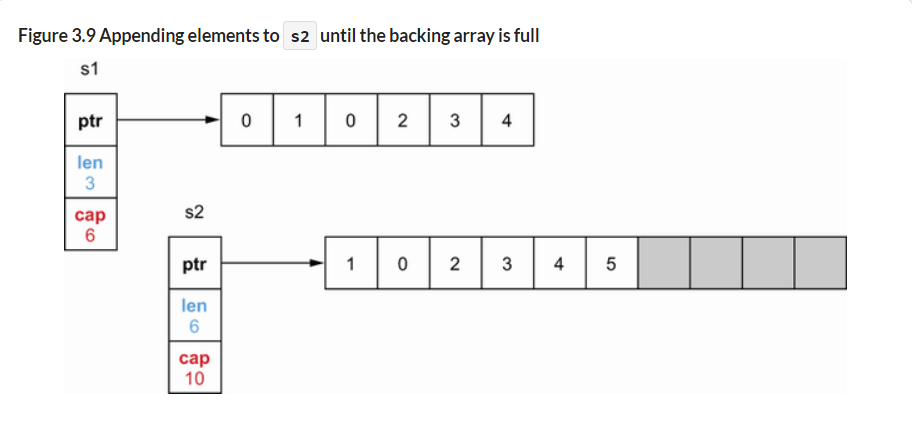 Figure 3.9 Appending elements to s2 until the backing array is full
s1
ptr
0 1 0 2 3 4
len
3
cap
6
s2
ptr
1 0 2 3 4 5
len
6
cap
10